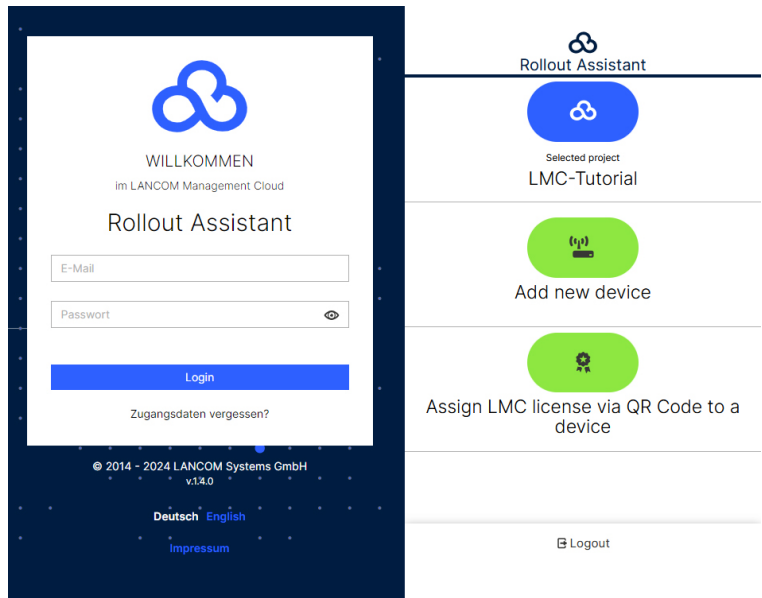 WILLKOMMEN
im LANCOM Management Cloud
Rollout Assistant
E-Mail
Passwort
Login
Zugangsdaten vergessen?
© 2014 - 2024 LANCOM Systems GmbH
v.1.4.0
Deutsch English
Impressum
Rollout Assistant
Selected project
LMC-Tutorial
Add new device
Assign LMC license via QR Code to a
device
Logout